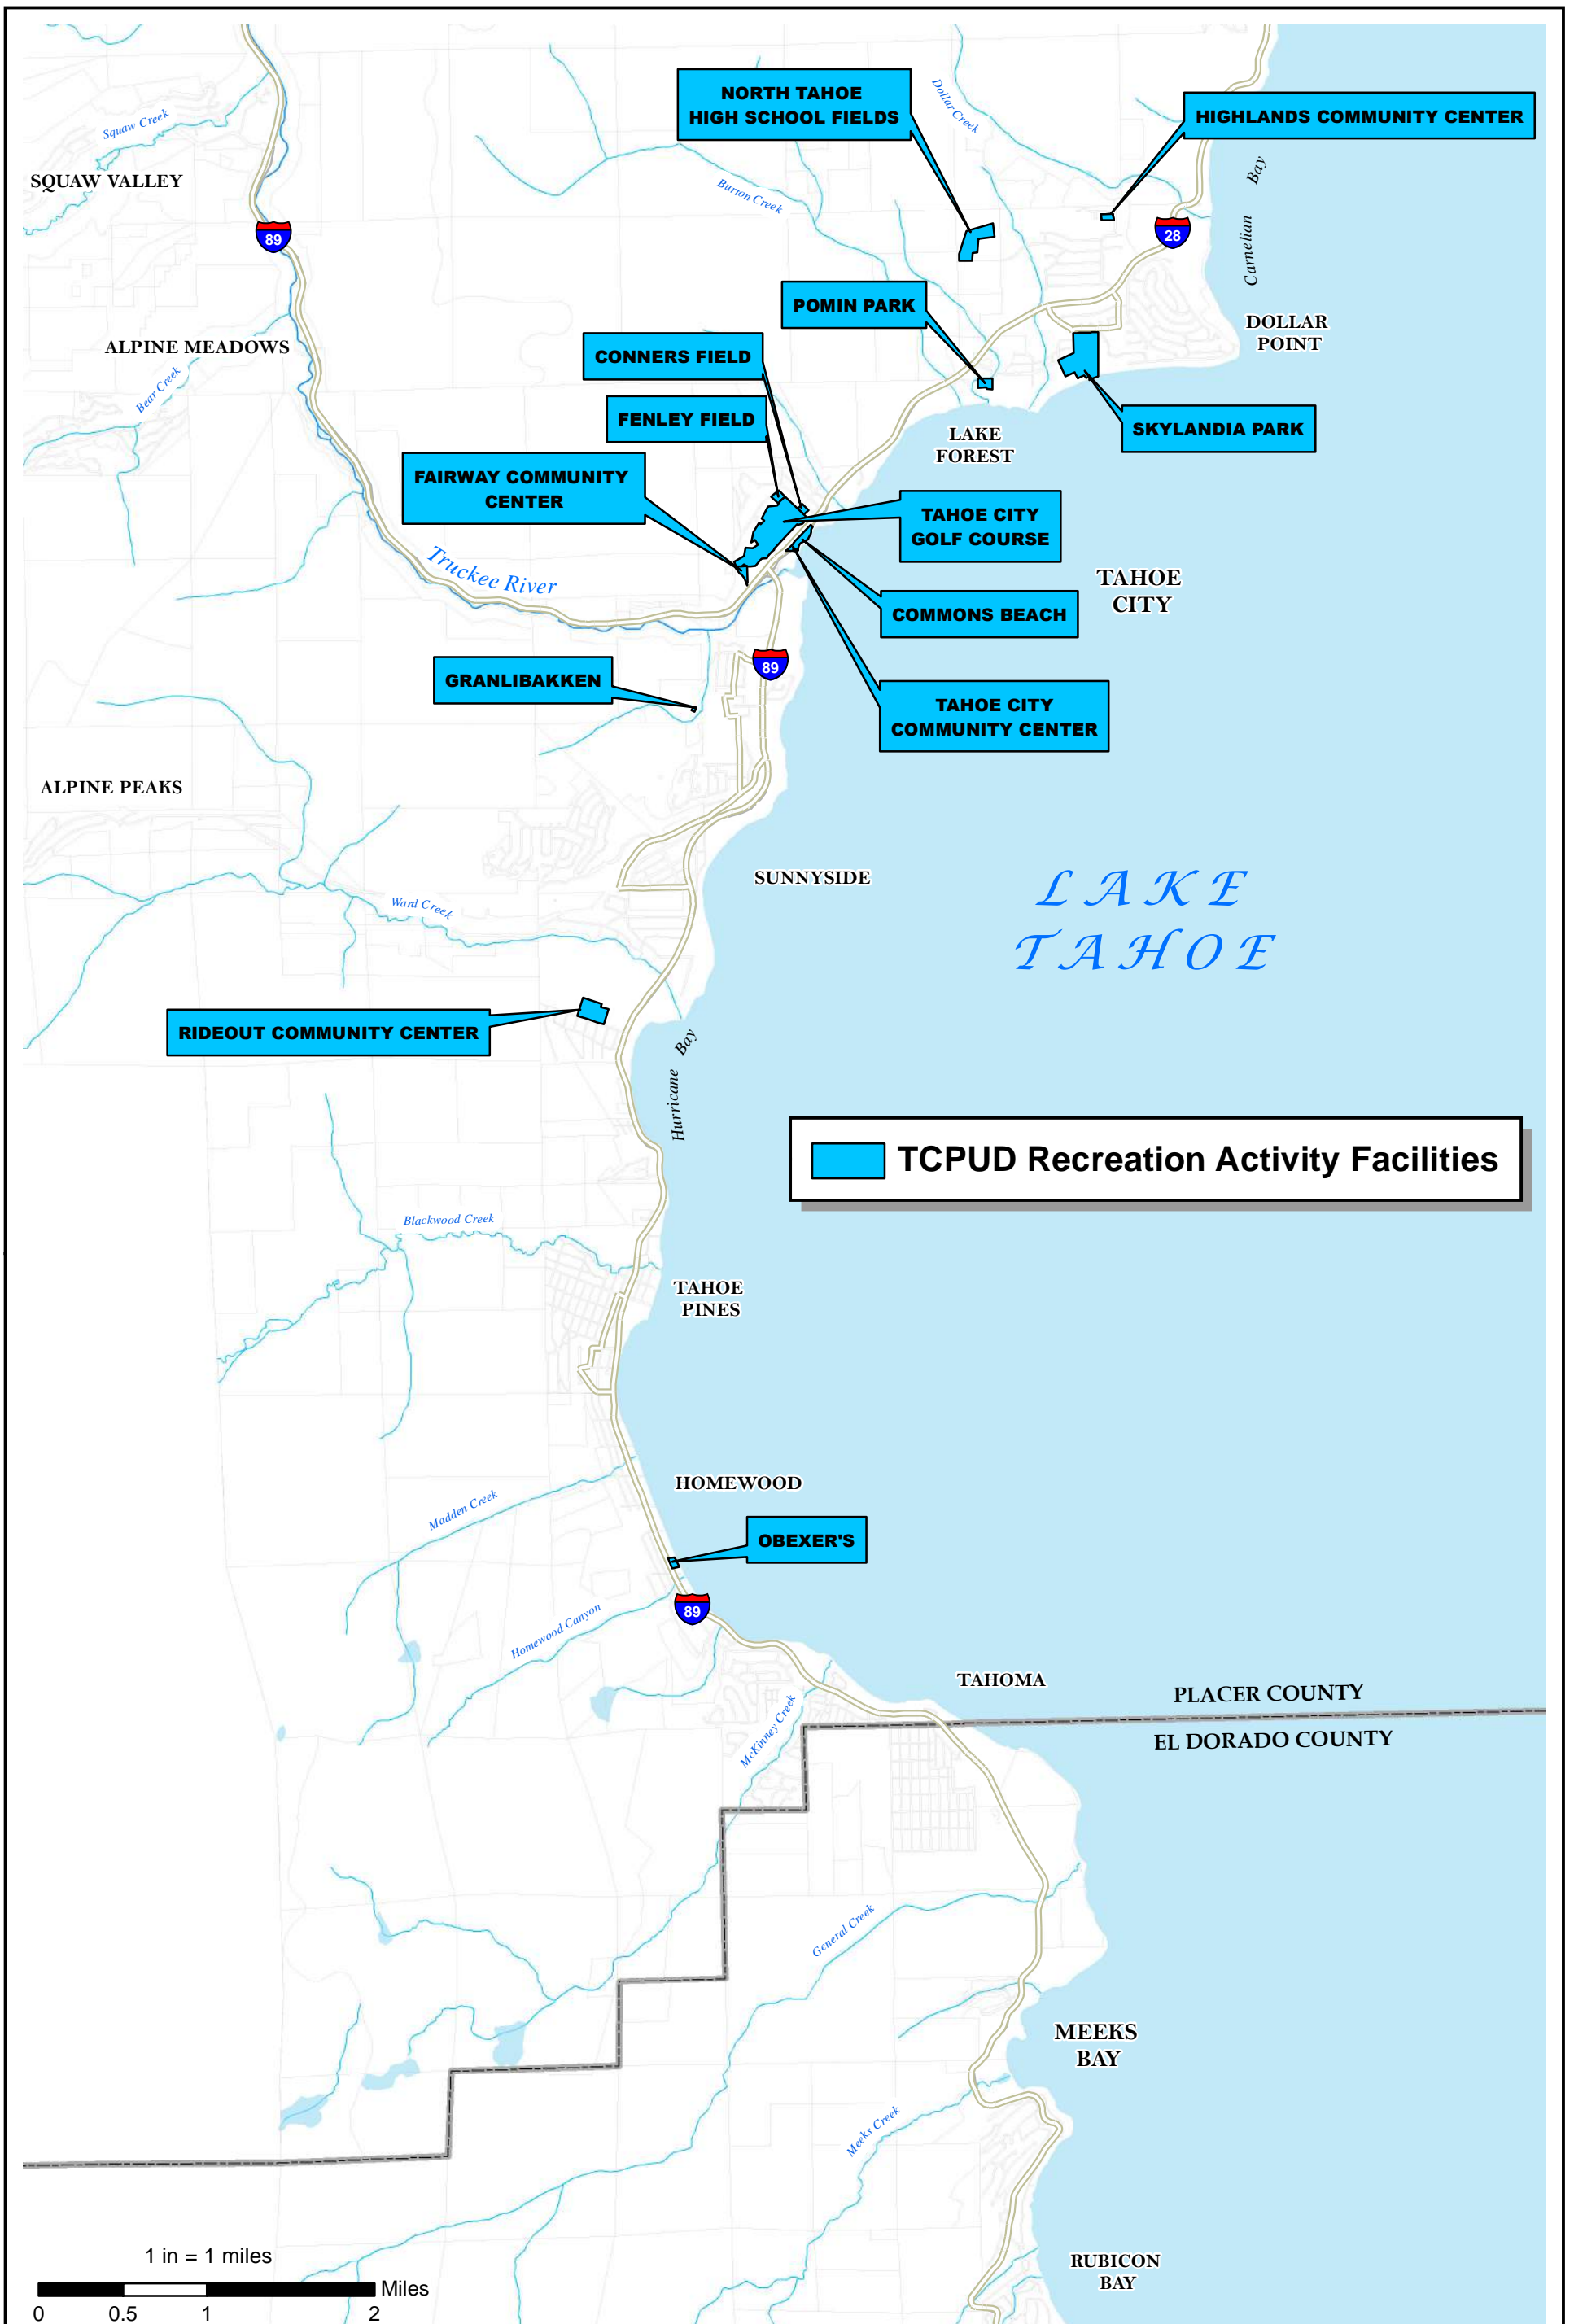 NORTH TAHOE
HIGH SCHOOL FIELDS
Dollar Creek
HIGHLANDS COMMUNITY CENTER
Squaw Creek
SQUAW VALLEY
Burton Creek
Carnelian Bay
89
28
POMIN PARK
DOLLAR
POINT
ALPINE MEADOWS
CONNERS FIELD
Bear Creek
FENLEY FIELD
SKYLANDIA PARK
LAKE
FOREST
FAIRWAY COMMUNITY
CENTER
TAHOE CITY
GOLF COURSE
Truckee River
TAHOE
CITY
COMMONS BEACH
GRANLIBAKKEN
89
TAHOE CITY
COMMUNITY CENTER
ALPINE PEAKS
SUNNYSIDE
LAKE
TAHOE
Ward Creek
RIDEOUT COMMUNITY CENTER
Hurricane Bay
TCPUD Recreation Activity Facilities
Blackwood Creek
TAHOE
PINES
HOMEWOOD
Madden Creek
OBEXER'S
89
Homewood Canyon
TAHOMA
PLACER COUNTY
EL DORADO COUNTY
McKinney Creek
General Creek
MEEKS
BAY
Meeks Creek
RUBICON
BAY
1 in = 1 miles
Miles
0 0.5 1 2